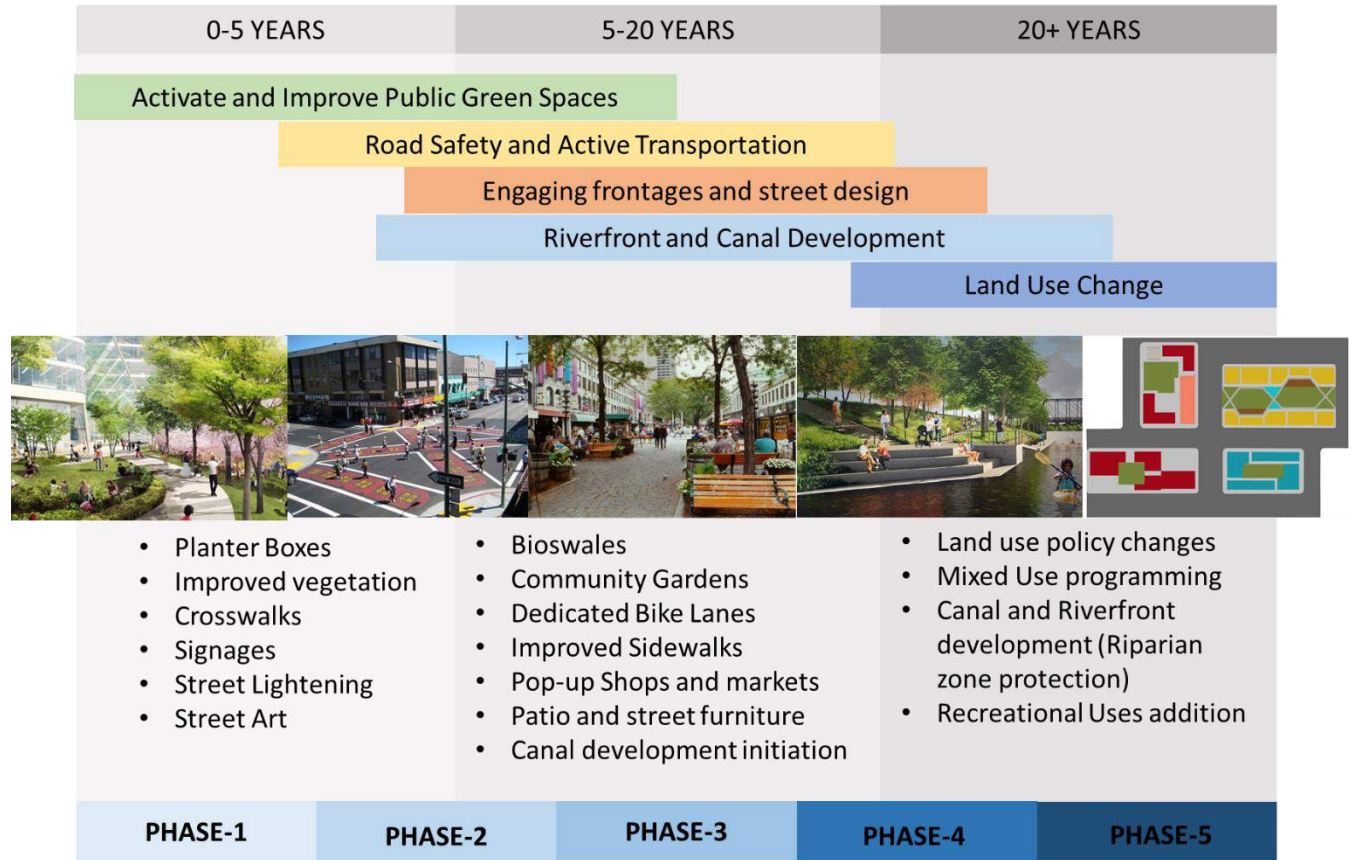 0-5 YEARS
5-20 YEARS
20+ YEARS
Activate and Improve Public Green Spaces
Road Safety and Active Transportation
Engaging frontages and street design
Riverfront and Canal Development
Land Use Change
• Planter Boxes
• Improved vegetation
• Crosswalks
• Signages
• Street Lightening
• Street Art
• Bioswales
• Community Gardens
• Dedicated Bike Lanes
• Improved Sidewalks
• Pop-up Shops and markets
• Patio and street furniture
• Canal development initiation
• Land use policy changes
• Mixed Use programming
• Canal and Riverfront
development (Riparian
zone protection)
• Recreational Uses addition
PHASE-1
PHASE-2
PHASE-3
PHASE-4
PHASE-5